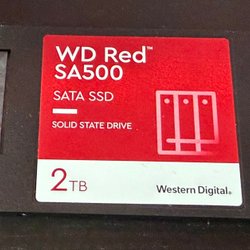 WD Red™
SA500
SATA SSD
SOLID STATE DRIVE
2TB
Western Digital®